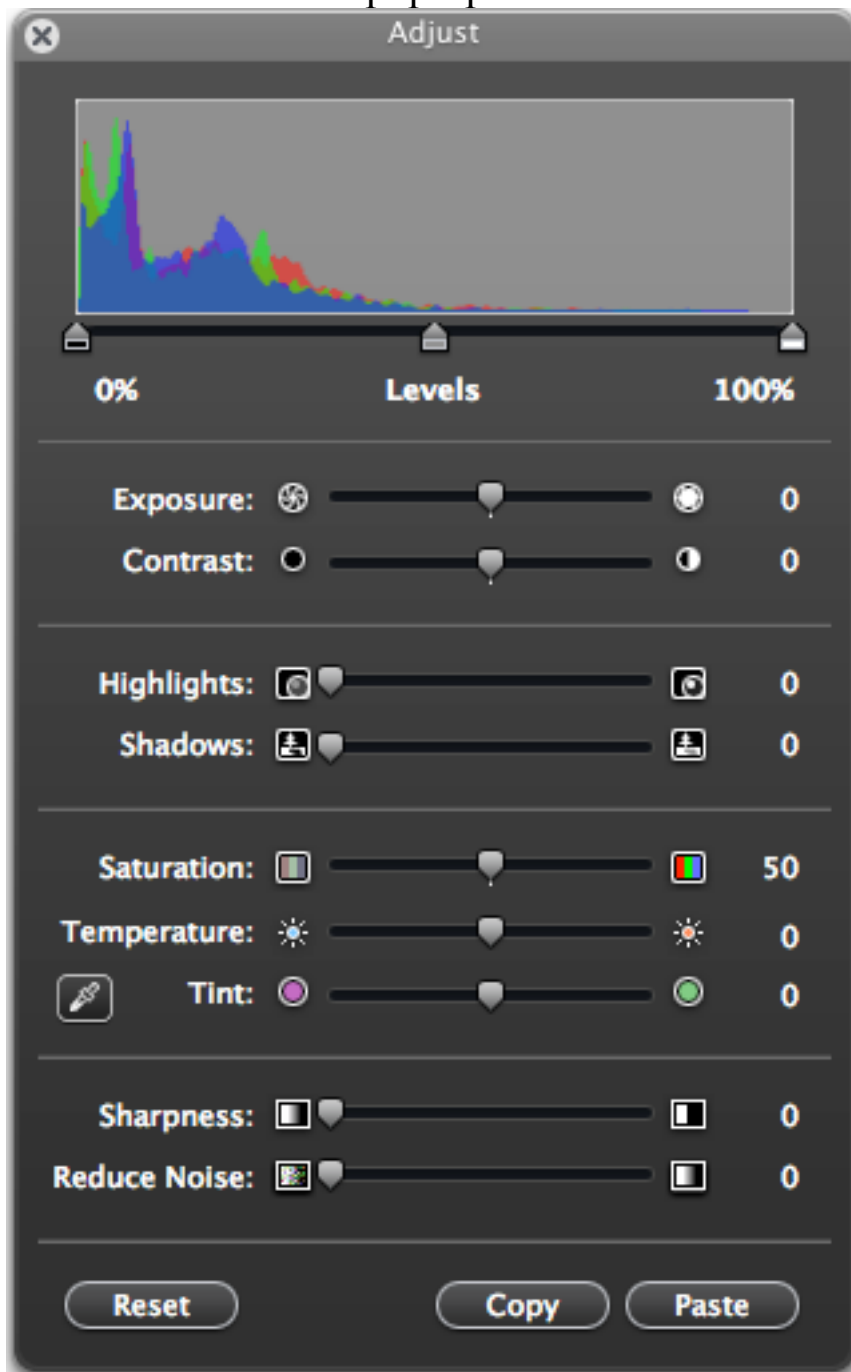 Adjust
0% Levels 100%
Exposure: 0
Contrast: 0
Highlights: 0
Shadows: 0
Saturation: 50
Temperature: 0
Tint: 0
Sharpness: 0
Reduce Noise: 0
Reset Copy Paste